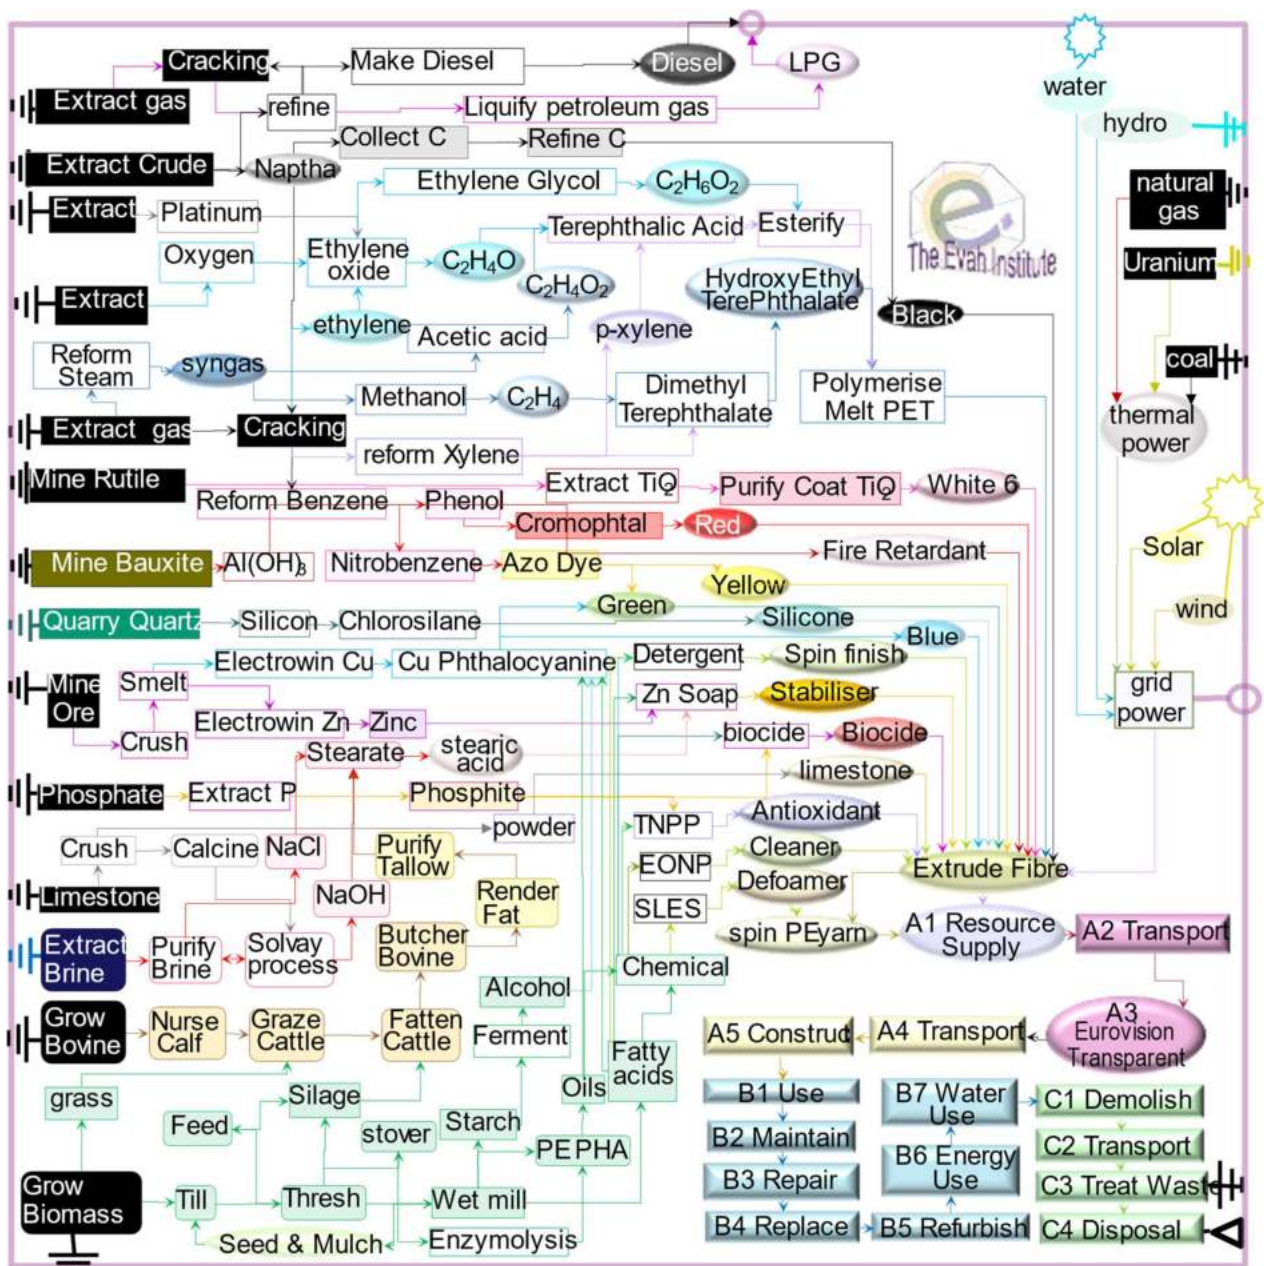 Cracking
Make Diesel
Diesel
LPG
water
Extract gas
refine
Liquify petroleum gas
hydro
Collect C
Refine C
Extract Crude
Naptha
natural
gas
Ethylene Glycol
C2H6O2
Extract
Platinum
Terephthalic Acid
Esterify
The Evah Institute
Oxygen
Ethylene
oxide
C2H4O
Uranium
C2H4O2
HydroxyEthyl
TerePhthalate
Extract
ethylene
Acetic acid
p-xylene
Black
Reform
Steam
syngas
coal
Methanol
C2H4
Dimethyl
Terephthalate
Polymerise
Melt PET
thermal
power
Extract gas
Cracking
reform Xylene
Mine Rutile
Extract TiO2
Purify Coat TiO2
White 6
Reform Benzene
Phenol
Cromophtal
Red
Solar
Mine Bauxite
Al(OH)3
Nitrobenzene
Azo Dye
Fire Retardant
Yellow
Green
wind
Quarry Quartz
Silicon
Chlorosilane
Silicone
Blue
Electrowin Cu
Cu Phthalocyanine
Detergent
Spin finish
Mine
Ore
Smelt
Zn Soap
Stabiliser
grid
power
Electrowin Zn
Zinc
Crush
Stearate
stearic
acid
biocide
Biocide
limestone
Phosphate
Extract P
Phosphite
Antioxidant
powder
TNPP
Crush
Calcine
NaCl
Purify
Tallow
Cleaner
EONP
Extrude Fibre
Limestone
NaOH
Render
Fat
Defoamer
SLES
Extract
Brine
Purify
Brine
Solvay
process
Butcher
Bovine
spin PEyarn
A1 Resource
Supply
A2 Transport
Chemical
Alcohol
Grow
Bovine
Nurse
Calf
Graze
Cattle
Fatten
Cattle
Ferment
A5 Construct
A4 Transport
A3
Eurovision
Transparent
Fatty
acids
Oils
grass
Silage
B1 Use
B7 Water
Use
C1 Demolish
Feed
stover
Starch
B2 Maintain
C2 Transport
PEPHA
B6 Energy
Use
B3 Repair
C3 Treat Waste
Grow
Biomass
Till
Thresh
Wet mill
B4 Replace
B5 Refurbish
C4 Disposal
Seed & Mulch
Enzymolysis